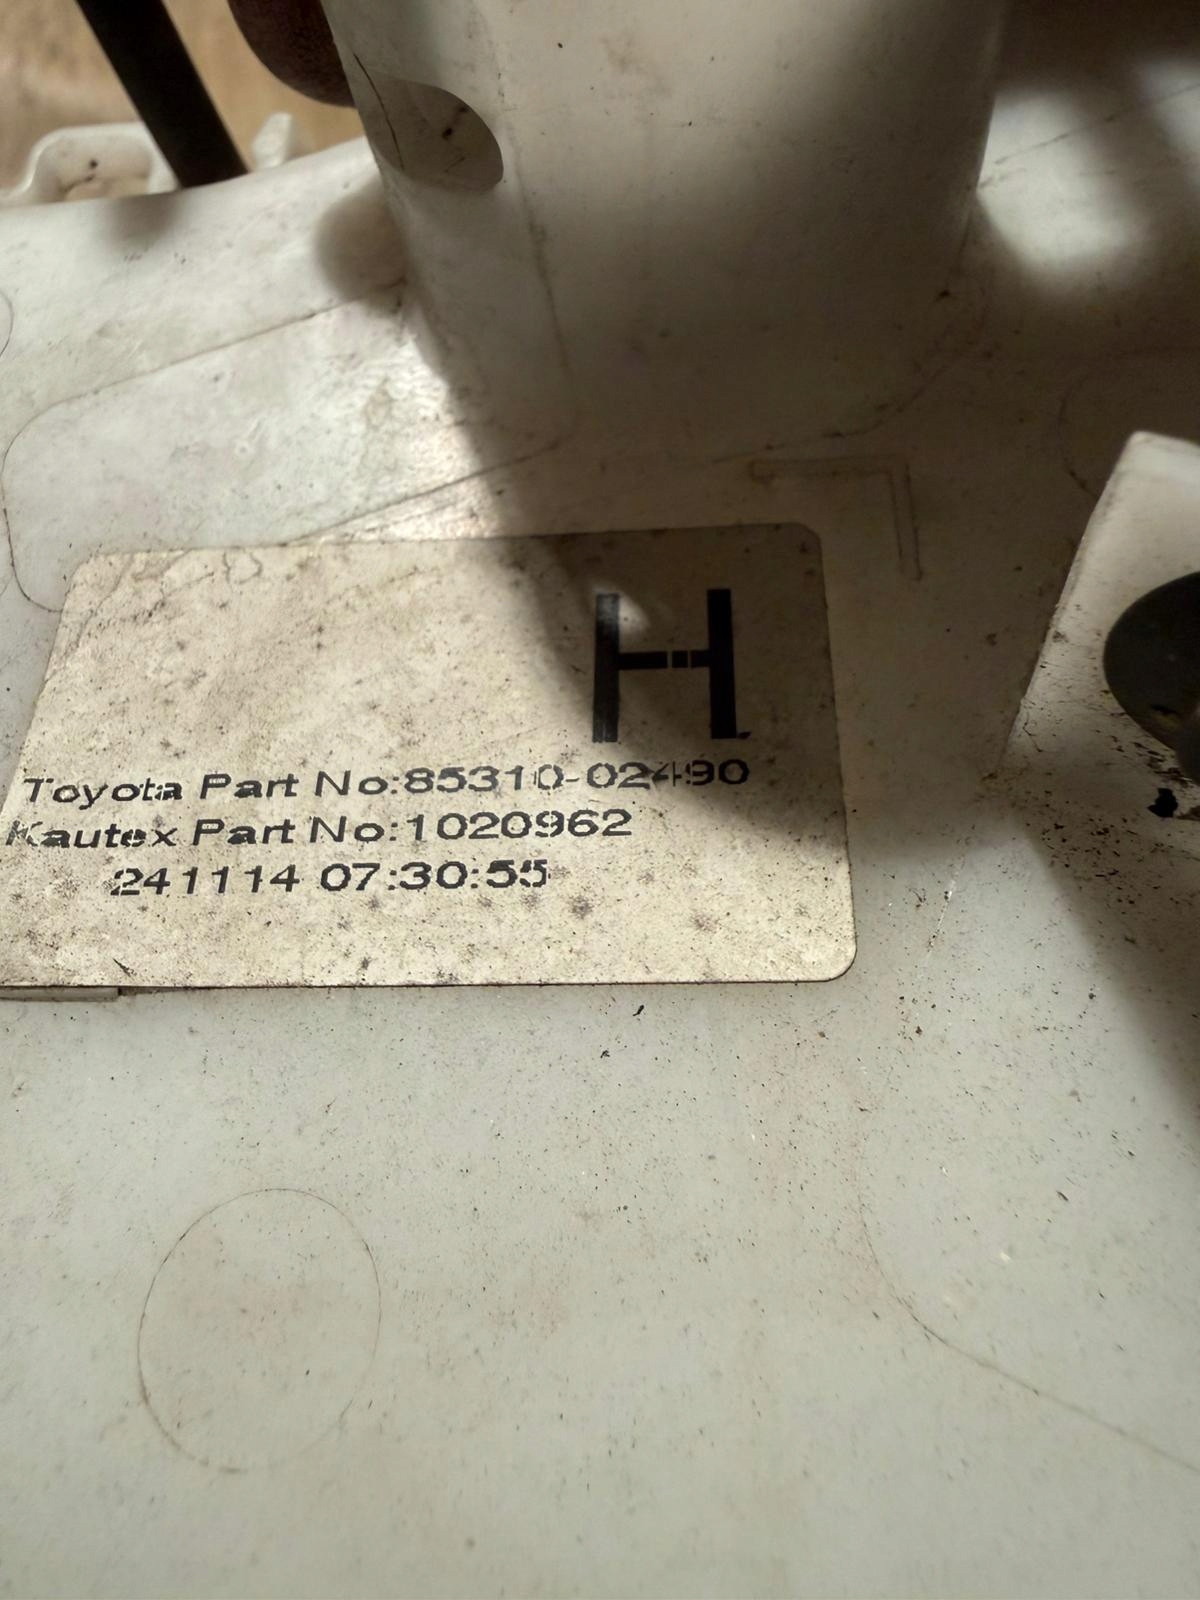 H
Toyota Part No:85310-02490
Kautex Part No:1020962
241114 07:30:55